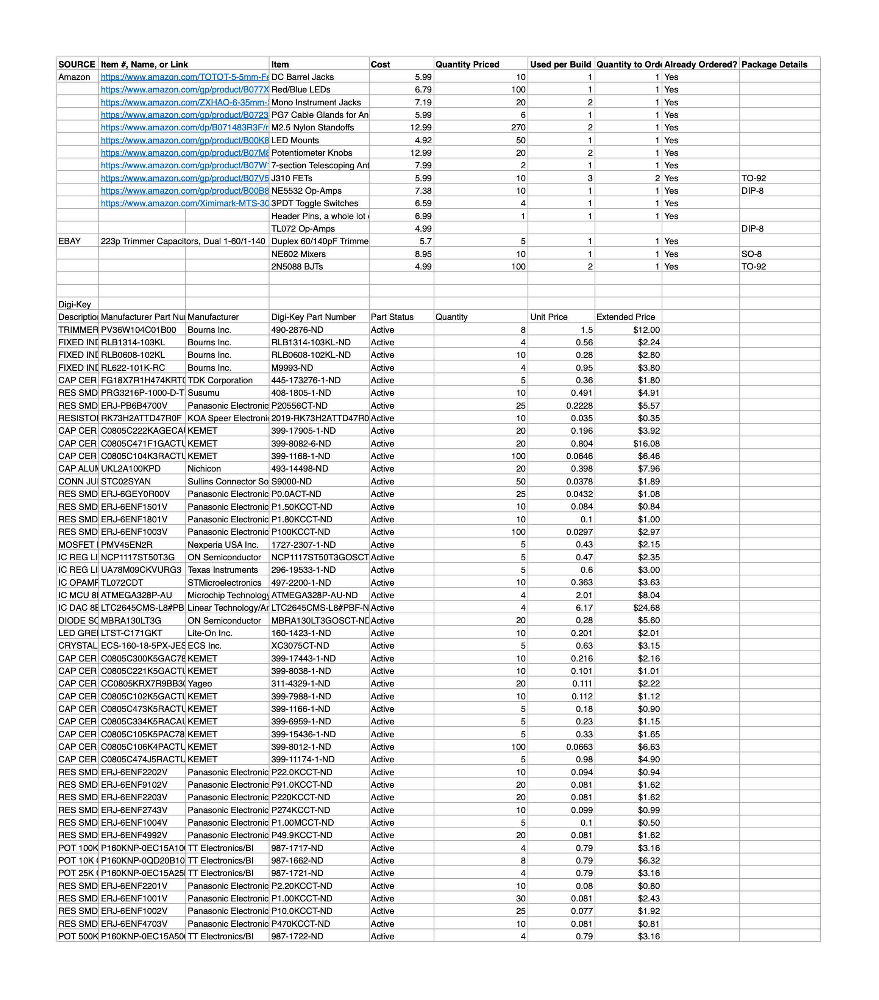 SOURCE Item #, Name, or Link Item Cost Quantity Priced Used per Build Quantity to Orde Already Ordered? Package Details
Amazon https://www.amazon.com/TOTOT-5-5mm-Fe DC Barrel Jacks 5.99 10 1 1 Yes
https://www.amazon.com/gp/product/B077X Red/Blue LEDs 6.79 100 1 1 Yes
https://www.amazon.com/ZXHAO-6-35mm- Mono Instrument Jacks 7.19 20 2 1 Yes
https://www.amazon.com/gp/product/B0723 PG7 Cable Glands for An 5.99 6 1 1 Yes
https://www.amazon.com/dp/B071483R3F/r M2.5 Nylon Standoffs 12.99 270 2 1 Yes
https://www.amazon.com/gp/product/B00K8 LED Mounts 4.92 50 1 1 Yes
https://www.amazon.com/gp/product/B07M8 Potentiometer Knobs 12.99 20 2 1 Yes
https://www.amazon.com/gp/product/B07W 7-section Telescoping Ant 7.99 2 1 1 Yes
https://www.amazon.com/gp/product/B07V5 J310 FETs 5.99 10 3 2 Yes TO-92
https://www.amazon.com/gp/product/B00B8 NE5532 Op-Amps 7.38 10 1 1 Yes DIP-8
https://www.amazon.com/Ximimark-MTS-30 3PDT Toggle Switches 6.59 4 1 1 Yes
Header Pins, a whole lot 6.99 1 1 1 Yes
TL072 Op-Amps 4.99 DIP-8
EBAY 223p Trimmer Capacitors, Dual 1-60/1-140 Duplex 60/140pF Trimme 5.7 5 1 1 Yes
NE602 Mixers 8.95 10 1 1 Yes SO-8
2N5088 BJTs 4.99 100 2 1 Yes TO-92
Digi-Key
Description Manufacturer Part Nu Manufacturer Digi-Key Part Number Part Status Quantity Unit Price Extended Price
TRIMMER PV36W104C01B00 Bourns Inc. 490-2876-ND Active 8 1.5 $12.00
FIXED IND RLB1314-103KL Bourns Inc. RLB1314-103KL-ND Active 4 0.56 $2.24
FIXED IND RLB0608-102KL Bourns Inc. RLB0608-102KL-ND Active 10 0.28 $2.80
FIXED IND RL622-101K-RC Bourns Inc. M9993-ND Active 4 0.95 $3.80
CAP CER FG18X7R1H474KRT0 TDK Corporation 445-173276-1-ND Active 5 0.36 $1.80
RES SMD PRG3216P-1000-D-T Susumu 408-1805-1-ND Active 10 0.491 $4.91
RES SMD ERJ-PB6B4700V Panasonic Electronic P20556CT-ND Active 25 0.2228 $5.57
RESISTOR RK73H2ATTD47R0F KOA Speer Electroni 2019-RK73H2ATTD47R0 Active 10 0.035 $0.35
CAP CER C0805C222KAGECAU KEMET 399-17905-1-ND Active 20 0.196 $3.92
CAP CER C0805C471F1GACTU KEMET 399-8082-6-ND Active 20 0.804 $16.08
CAP CER C0805C104K3RACTU KEMET 399-1168-1-ND Active 100 0.0646 $6.46
CAP ALUM UKL2A100KPD Nichicon 493-14498-ND Active 20 0.398 $7.96
CONN JU STC02SYAN Sullins Connector So S9000-ND Active 50 0.0378 $1.89
RES SMD ERJ-6GEY0R00V Panasonic Electronic P0.0ACT-ND Active 25 0.0432 $1.08
RES SMD ERJ-6ENF1501V Panasonic Electronic P1.50KCCT-ND Active 10 0.084 $0.84
RES SMD ERJ-6ENF1801V Panasonic Electronic P1.80KCCT-ND Active 10 0.1 $1.00
RES SMD ERJ-6ENF1003V Panasonic Electronic P100KCCT-ND Active 100 0.0297 $2.97
MOSFET PMV45EN2R Nexperia USA Inc. 1727-2307-1-ND Active 5 0.43 $2.15
IC REG LI NCP1117ST50T3G ON Semiconductor NCP1117ST50T3GOSCT Active 5 0.47 $2.35
IC REG LI UA78M09CKVURG3 Texas Instruments 296-19533-1-ND Active 5 0.6 $3.00
IC OPAMP TL072CDT STMicroelectronics 497-2200-1-ND Active 10 0.363 $3.63
IC MCU 8 ATMEGA328P-AU Microchip Technology ATMEGA328P-AU-ND Active 4 2.01 $8.04
IC DAC 8 LTC2645CMS-L8#PB Linear Technology/An LTC2645CMS-L8#PBF-N Active 4 6.17 $24.68
DIODE SC MBRA130LT3G ON Semiconductor MBRA130LT3GOSCT-ND Active 20 0.28 $5.60
LED GREE LTST-C171GKT Lite-On Inc. 160-1423-1-ND Active 10 0.201 $2.01
CRYSTAL ECS-160-18-5PX-JES ECS Inc. XC3075CT-ND Active 5 0.63 $3.15
CAP CER C0805C300K5GAC78 KEMET 399-17443-1-ND Active 10 0.216 $2.16
CAP CER C0805C221K5GACTU KEMET 399-8038-1-ND Active 10 0.101 $1.01
CAP CER CC0805KRX7R9BB3 Yageo 311-4329-1-ND Active 20 0.111 $2.22
CAP CER C0805C102K5GACTU KEMET 399-7988-1-ND Active 10 0.112 $1.12
CAP CER C0805C473K5RACTU KEMET 399-1166-1-ND Active 5 0.18 $0.90
CAP CER C0805C334K5RACAU KEMET 399-6959-1-ND Active 5 0.23 $1.15
CAP CER C0805C105K5PAC78 KEMET 399-15436-1-ND Active 5 0.33 $1.65
CAP CER C0805C106K4PACTU KEMET 399-8012-1-ND Active 100 0.0663 $6.63
CAP CER C0805C474J5RACTU KEMET 399-11174-1-ND Active 5 0.98 $4.90
RES SMD ERJ-6ENF2202V Panasonic Electronic P22.0KCCT-ND Active 10 0.094 $0.94
RES SMD ERJ-6ENF9102V Panasonic Electronic P91.0KCCT-ND Active 20 0.081 $1.62
RES SMD ERJ-6ENF2203V Panasonic Electronic P220KCCT-ND Active 20 0.081 $1.62
RES SMD ERJ-6ENF2743V Panasonic Electronic P274KCCT-ND Active 10 0.099 $0.99
RES SMD ERJ-6ENF1004V Panasonic Electronic P1.00MCCT-ND Active 5 0.1 $0.50
RES SMD ERJ-6ENF4992V Panasonic Electronic P49.9KCCT-ND Active 20 0.081 $1.62
POT 100K P160KNP-0EC15A10 TT Electronics/BI 987-1717-ND Active 4 0.79 $3.16
POT 10K P160KNP-0QD20B10 TT Electronics/BI 987-1662-ND Active 8 0.79 $6.32
POT 25K P160KNP-0EC15A25 TT Electronics/BI 987-1721-ND Active 4 0.79 $3.16
RES SMD ERJ-6ENF2201V Panasonic Electronic P2.20KCCT-ND Active 10 0.08 $0.80
RES SMD ERJ-6ENF1001V Panasonic Electronic P1.00KCCT-ND Active 30 0.081 $2.43
RES SMD ERJ-6ENF1002V Panasonic Electronic P10.0KCCT-ND Active 25 0.077 $1.92
RES SMD ERJ-6ENF4703V Panasonic Electronic P470KCCT-ND Active 10 0.081 $0.81
POT 500K P160KNP-0EC15A50 TT Electronics/BI 987-1722-ND Active 4 0.79 $3.16